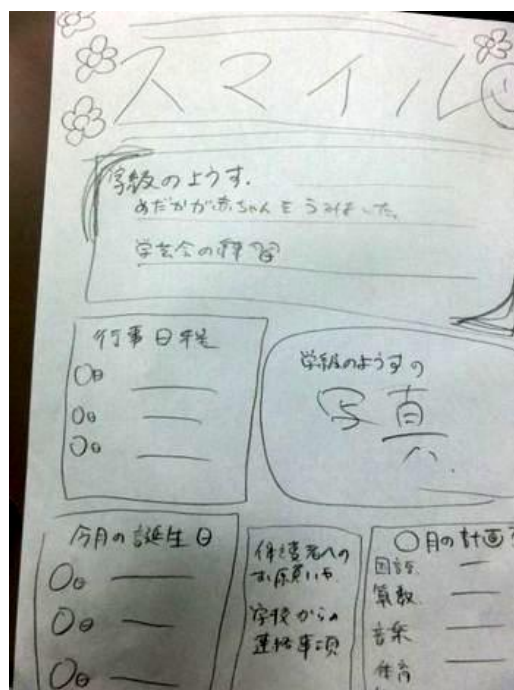 スマイル
学級のようす.
めだかが赤ちゃんをうみました。
学芸会の練習
行事日程
○日
○日
○日
学級のようすの
写真
今月の誕生日
○日
○日
○日
保護者への
お願いや
学校からの
連絡事項
○月の計画
国語
算数
音楽
体育